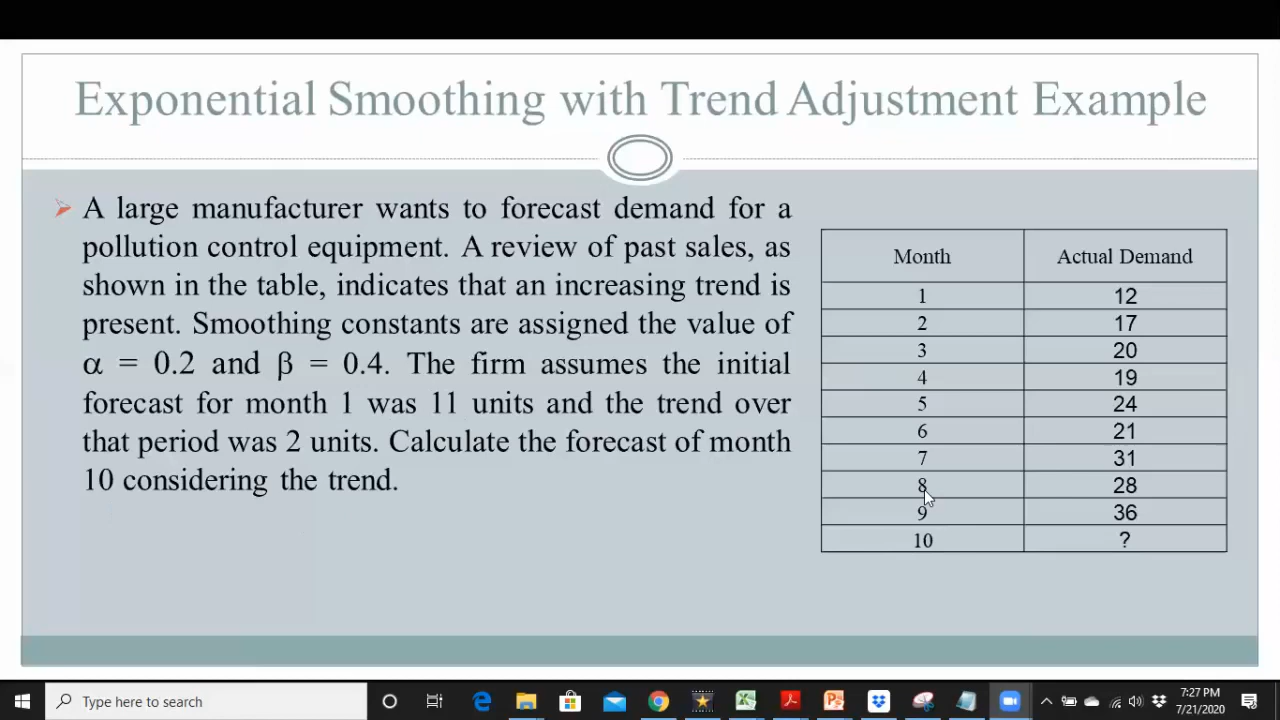 Exponential Smoothing with Trend Adjustment Example
A large manufacturer wants to forecast demand for a
pollution control equipment. A review of past sales, as
shown in the table, indicates that an increasing trend is
present. Smoothing constants are assigned the value of
α = 0.2 and β = 0.4. The firm assumes the initial
forecast for month 1 was 11 units and the trend over
that period was 2 units. Calculate the forecast of month
10 considering the trend.
Month Actual Demand
1 12
2 17
3 20
4 19
5 24
6 21
7 31
8 28
9 36
10 ?
Type here to search
7:27 PM
7/21/2020